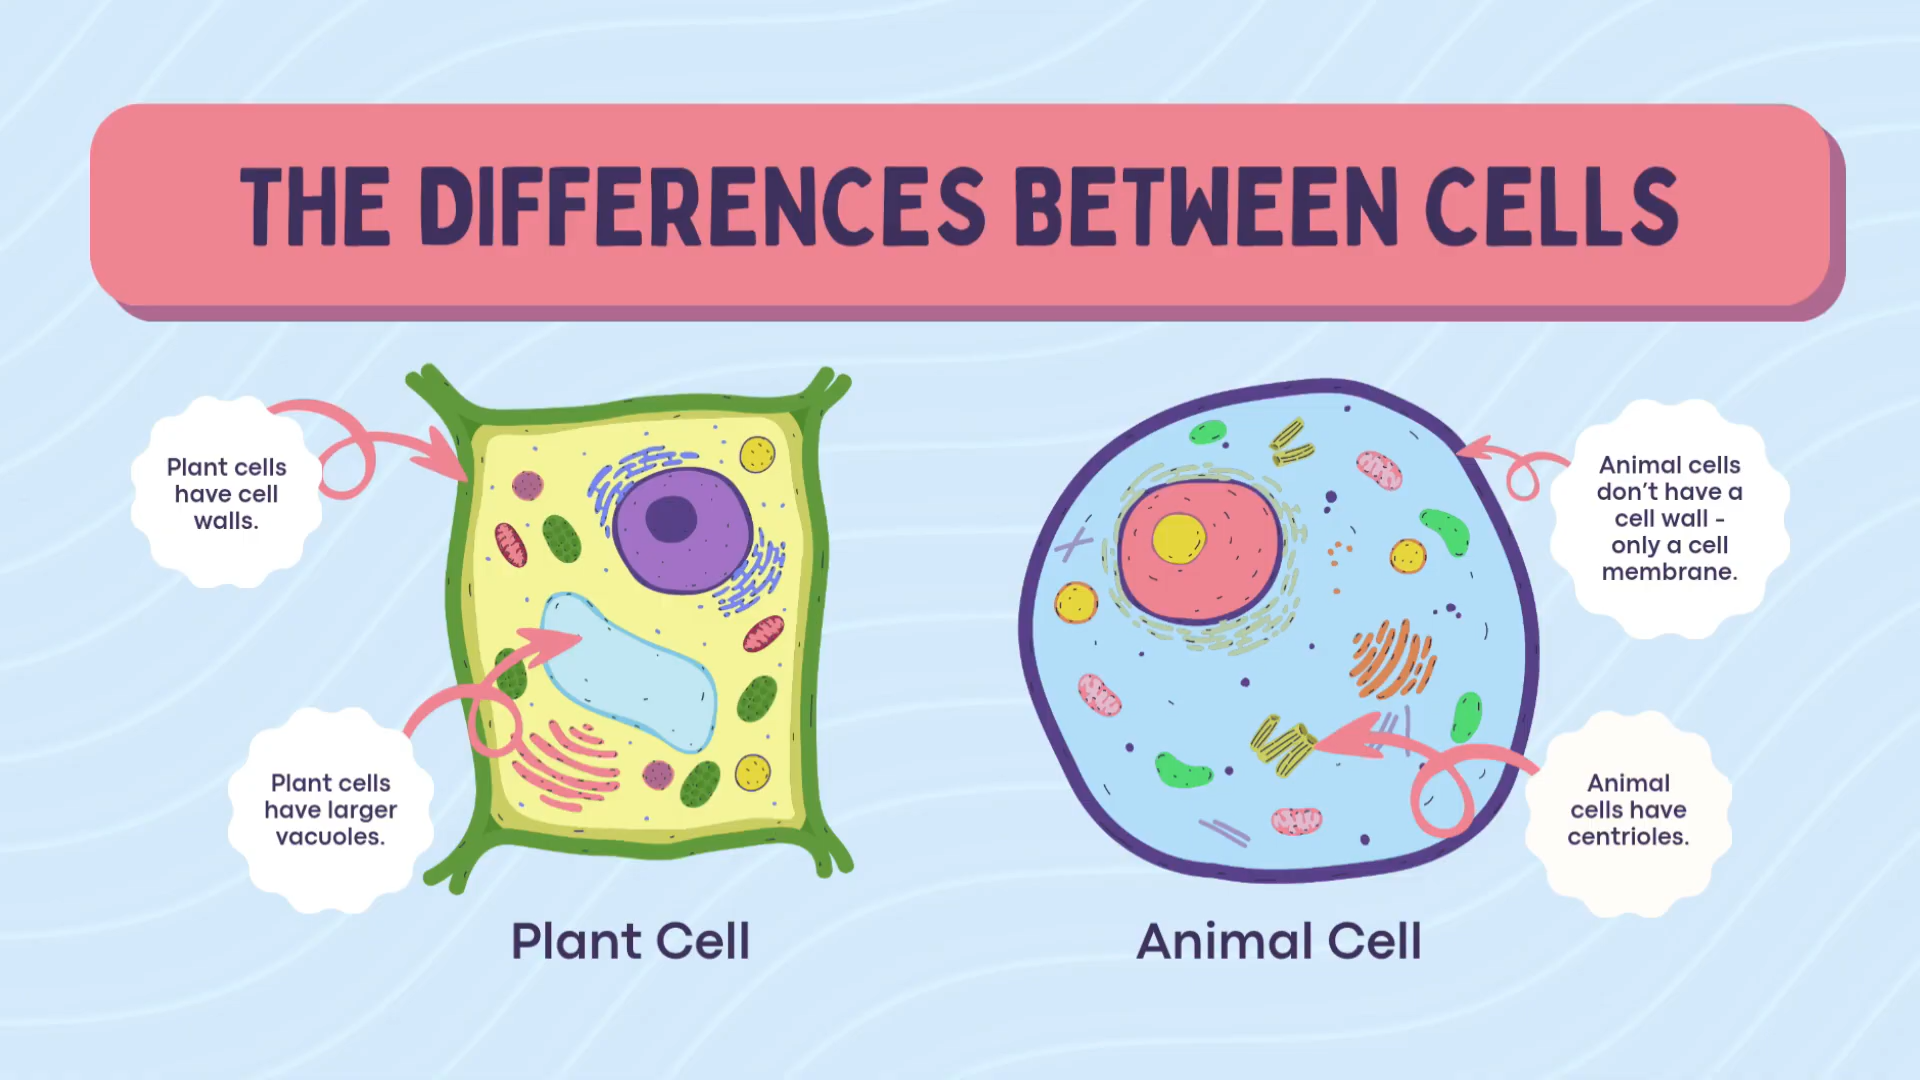 THE DIFFERENCES BETWEEN CELLS
Plant cells
have cell
walls.
Plant cells
have larger
vacuoles.
Animal cells
don't have a
cell wall -
only a cell
membrane.
Animal
cells have
centrioles.
Plant Cell
Animal Cell